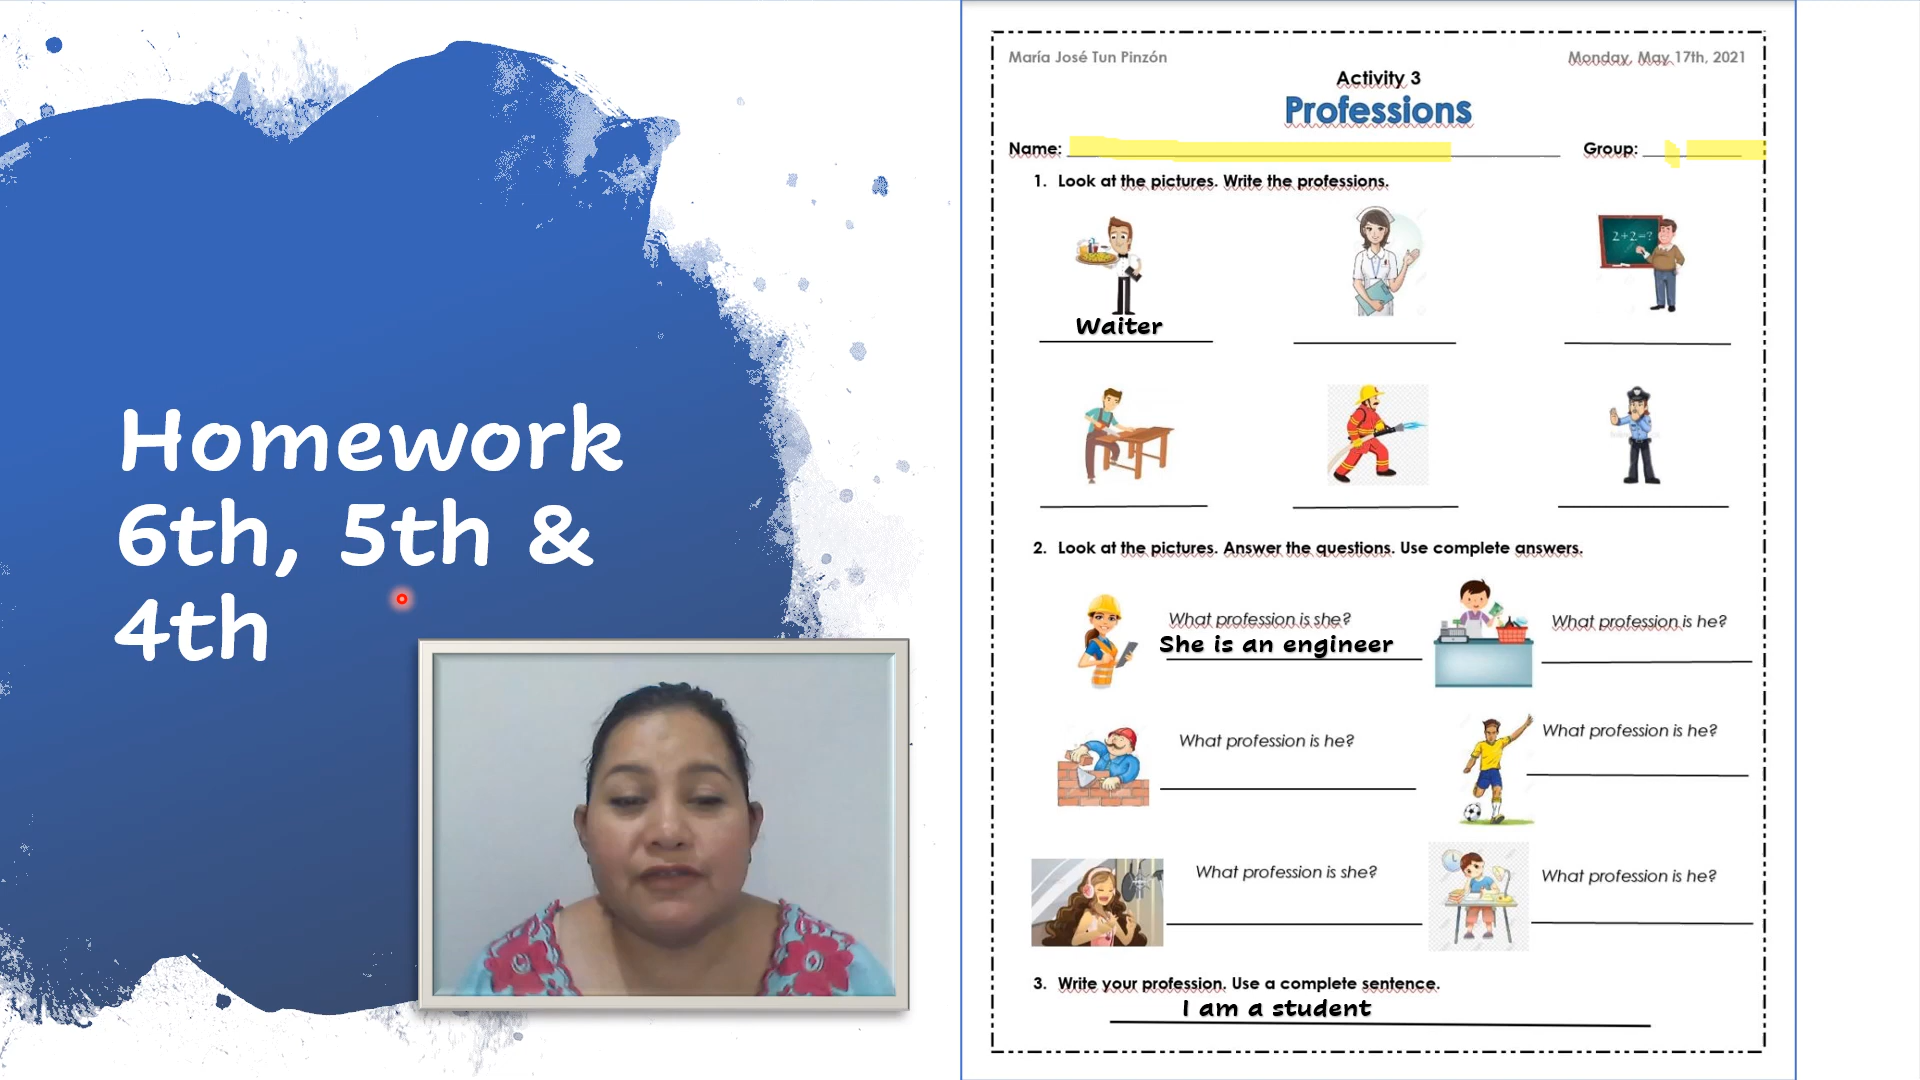 Homework
6th, 5th &
4th
María José Tun Pinzón
Monday, May 17th, 2021
Activity 3
Professions
Name:
Group:
1. Look at the pictures. Write the professions.
2+2=?
Waiter
2. Look at the pictures. Answer the questions. Use complete answers.
What profession is she?
She is an engineer
What profession is he?
What profession is he?
What profession is he?
What profession is she?
What profession is he?
3. Write your profession. Use a complete sentence.
I am a student